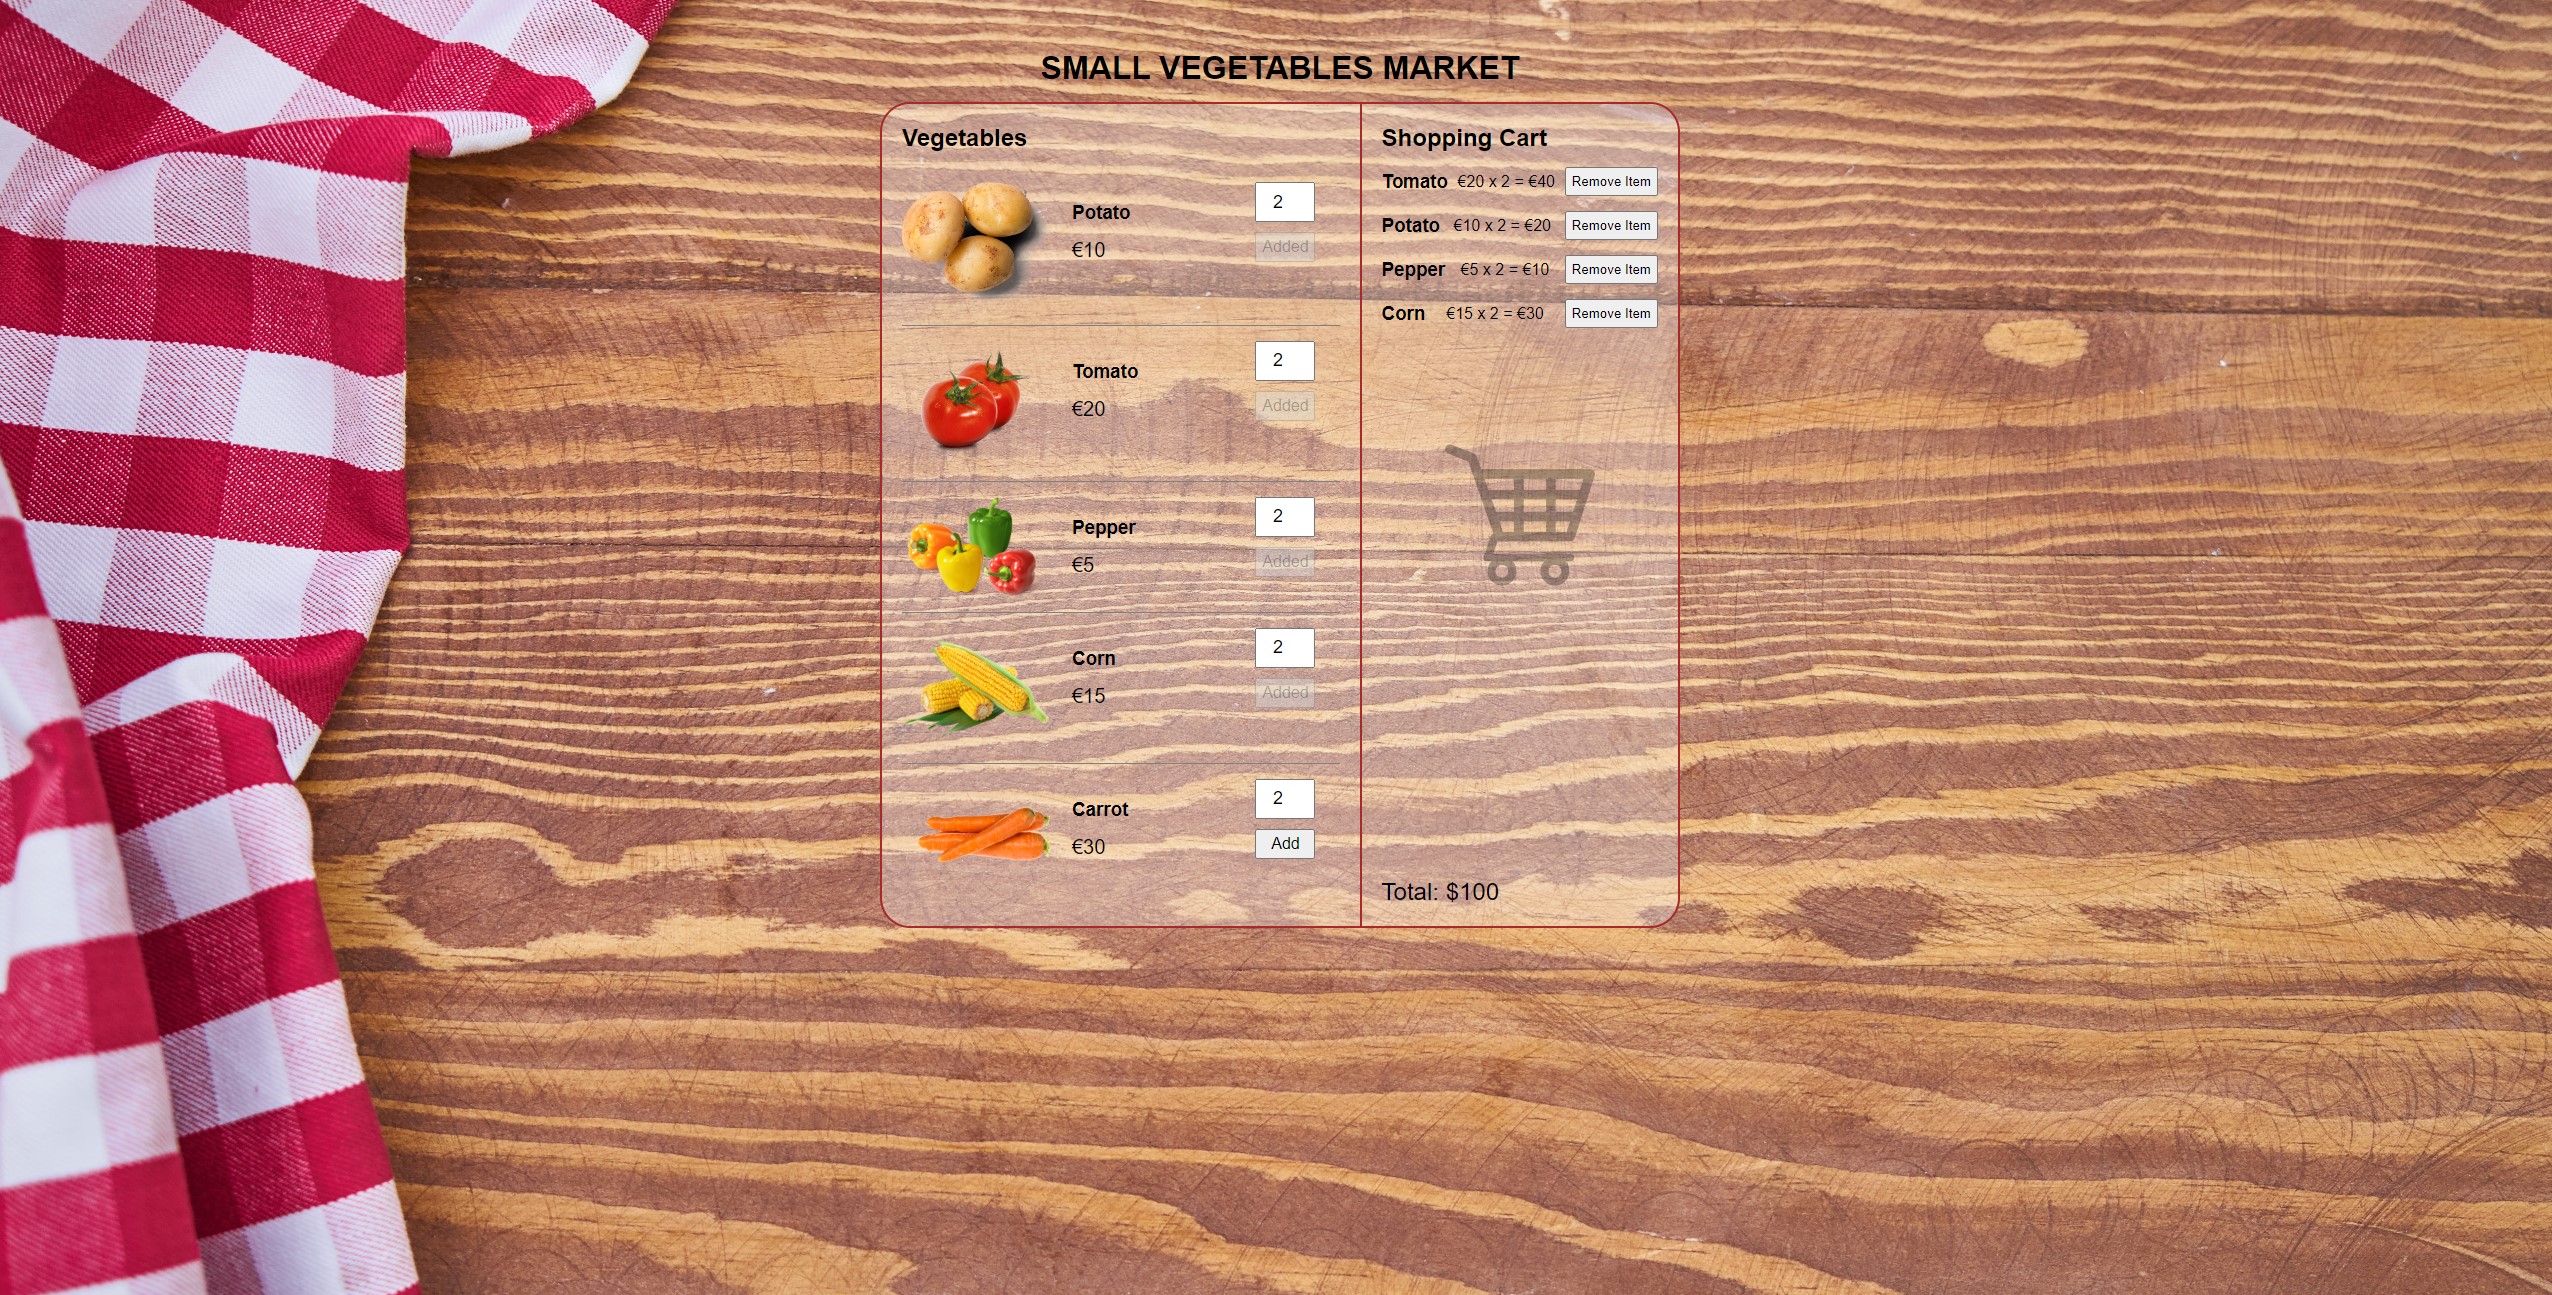 SMALL VEGETABLES MARKET
Vegetables
Potato
€10
2
Added
Tomato
€20
2
Added
Pepper
€5
2
Added
Corn
€15
2
Added
Carrot
€30
2
Add
Shopping Cart
Tomato €20 x 2 = €40 Remove Item
Potato €10 x 2 = €20 Remove Item
Pepper €5 x 2 = €10 Remove Item
Corn €15 x 2 = €30 Remove Item
Total: $100